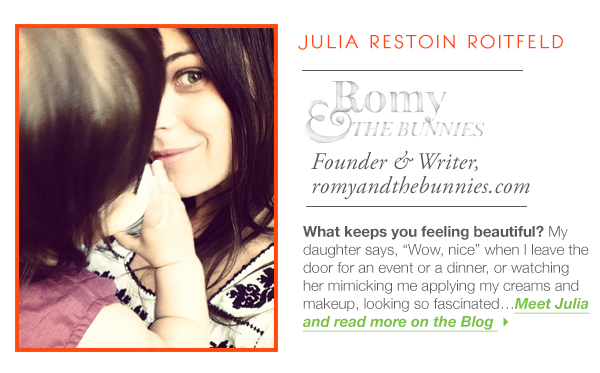 JULIA RESTOIN ROITFELD
Romy
& THE BUNNIES
Founder & Writer,
romyandthebunnies.com
What keeps you feeling beautiful? My
daughter says, “Wow, nice” when I leave the
door for an event or a dinner, or watching
her mimicking me applying my creams and
makeup, looking so fascinated…Meet Julia
and read more on the Blog